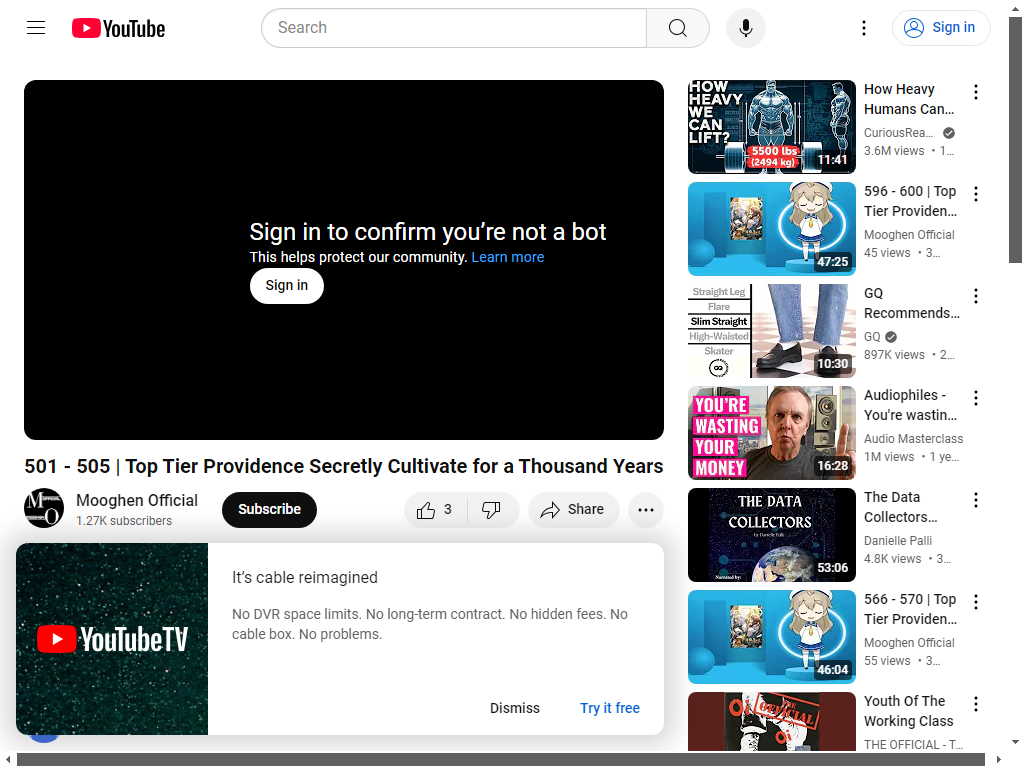 YouTube
Search
Sign in
Sign in to confirm you’re not a bot
This helps protect our community. Learn more
Sign in
501 - 505 | Top Tier Providence Secretly Cultivate for a Thousand Years
Mooghen Official
1.27K subscribers
Subscribe
3
Share
YouTubeTV
It’s cable reimagined
No DVR space limits. No long-term contract. No hidden fees. No
cable box. No problems.
Dismiss
Try it free
HOW
HEAVY
WE
CAN
LIFT?
5500 lbs
(2494 kg)
11:41
How Heavy
Humans Can…
CuriousRea…
3.6M views • 1…
47:25
596 - 600 | Top
Tier Providen…
Mooghen Official
45 views • 3…
Straight Leg
Flare
Slim Straight
High-Waisted
Skater
GQ
10:30
GQ
Recommends…
GQ
897K views • 2…
YOU'RE
WASTING
YOUR
MONEY
16:28
Audiophiles -
You're wastin…
Audio Masterclass
1M views • 1 ye…
THE DATA
COLLECTORS
by Danielle Palli
Narrated by:
53:06
The Data
Collectors…
Danielle Palli
4.8K views • 3…
46:04
566 - 570 | Top
Tier Providen…
Mooghen Official
55 views • 3…
THE
OFFICIAL
Oi
Oi
Youth Of The
Working Class
THE OFFICIAL - T…